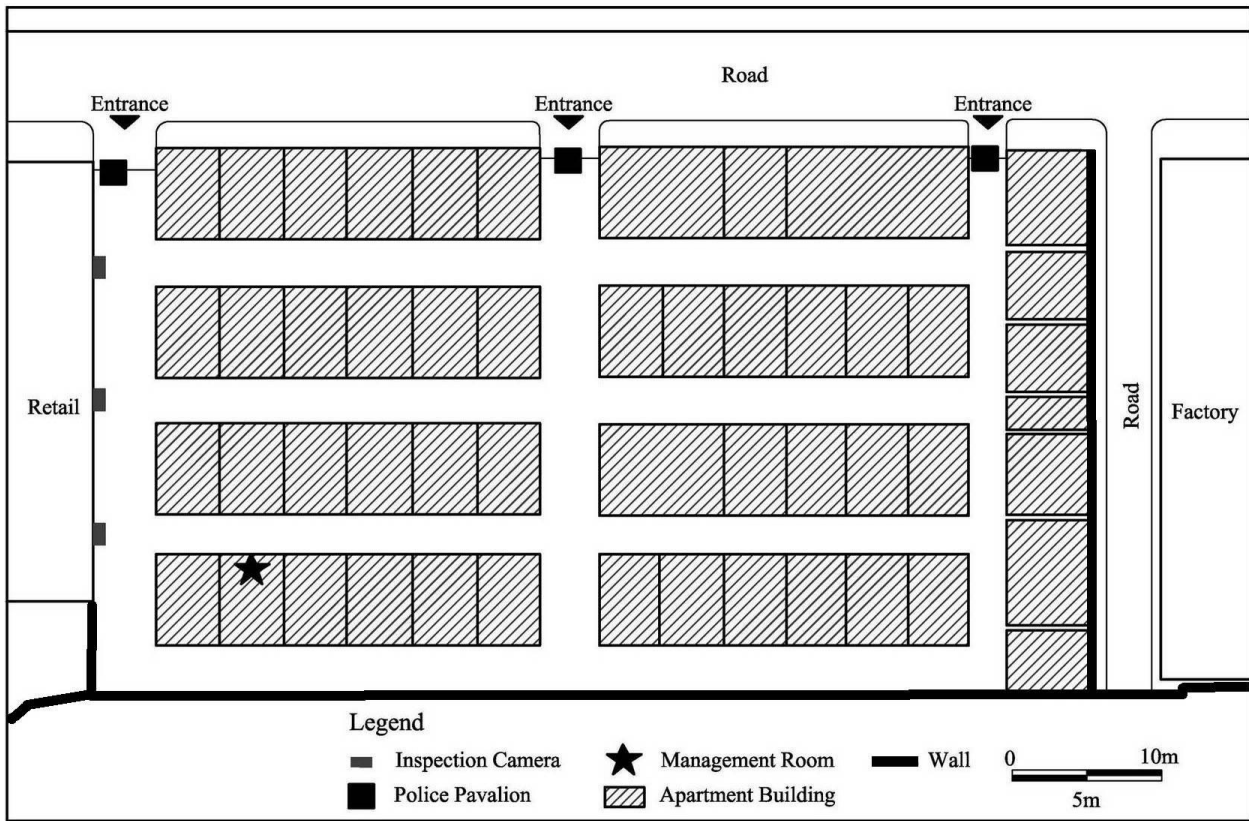 Road
Entrance
Entrance
Entrance
Retail
Road
Factory
Legend
Inspection Camera
Management Room
Wall
0 10m
5m
Police Pavalion
Apartment Building